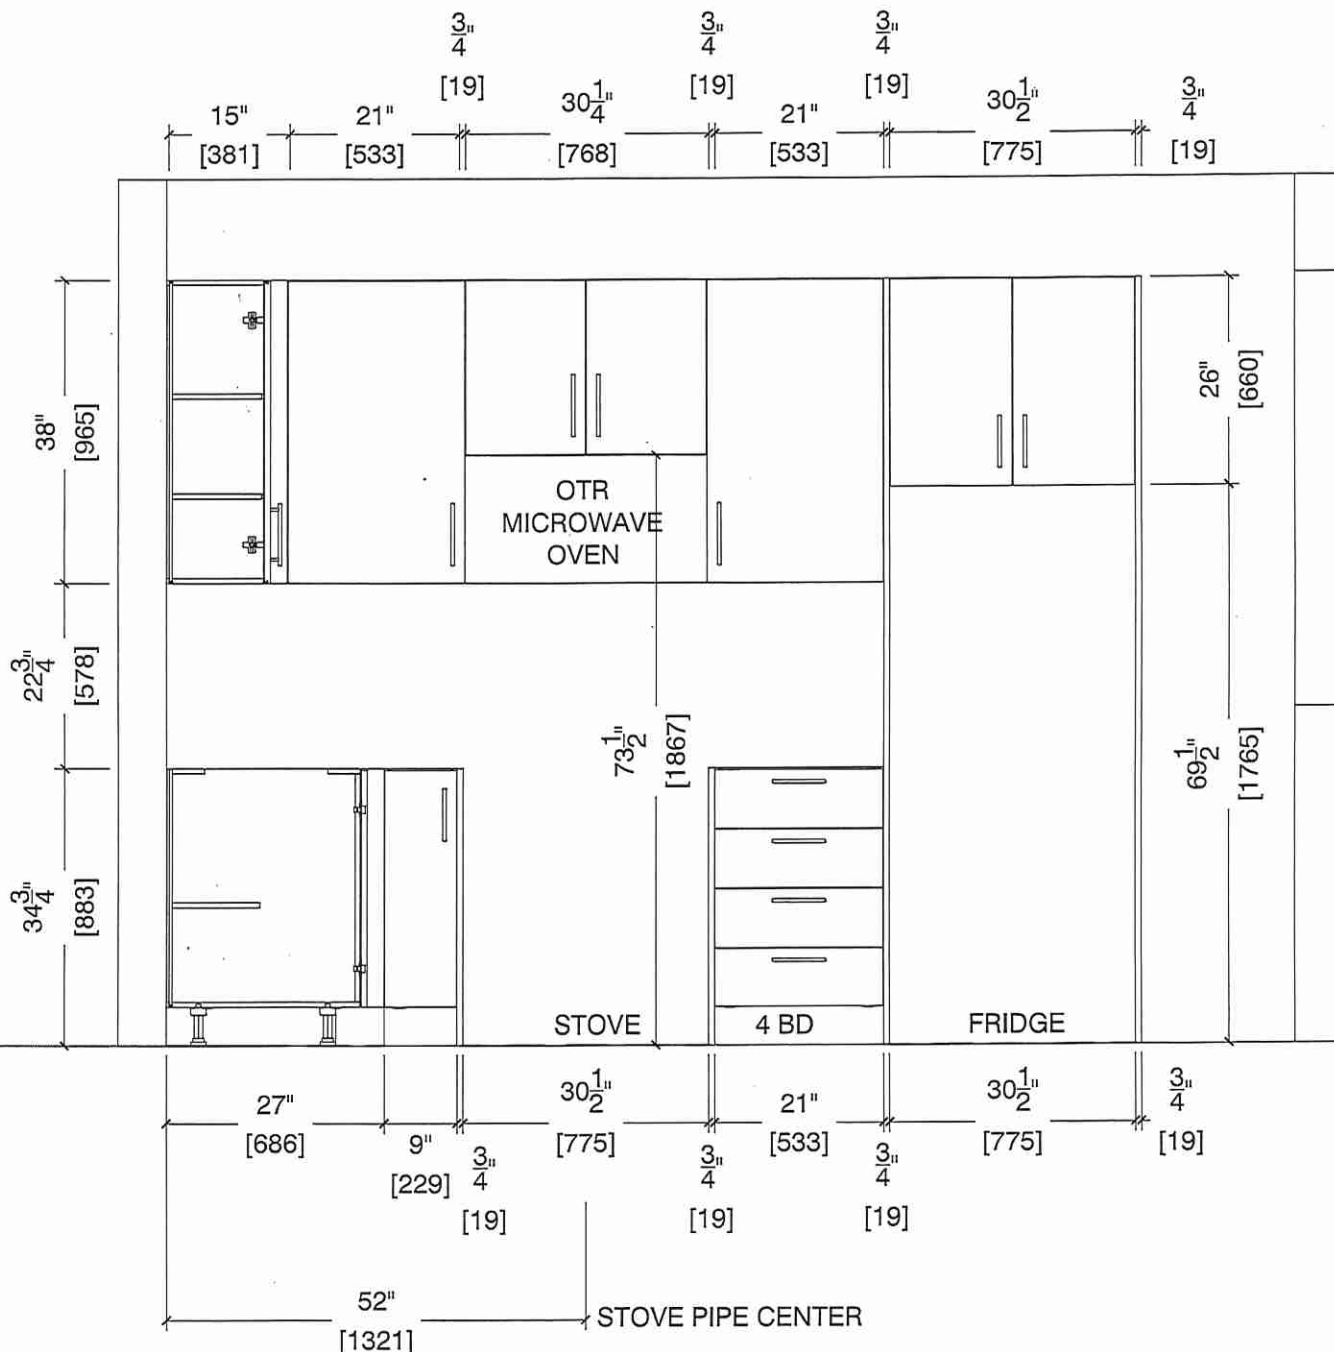 3/4" 3/4" 3/4"
[19] [19] [19]
15" 21" 30 1/4" 21" 30 1/2" 3/4"
[381] [533] [768] [533] [775] [19]
38"
[965]
26"
[660]
OTR
MICROWAVE
OVEN
22 3/4"
[578]
73 1/2"
[1867]
69 1/2"
[1765]
34 3/4"
[883]
STOVE 4 BD FRIDGE
27" 9" 3/4" 30 1/2" 3/4" 21" 3/4" 30 1/2" 3/4"
[686] [229] [19] [775] [19] [533] [19] [775] [19]
52"
[1321]
STOVE PIPE CENTER